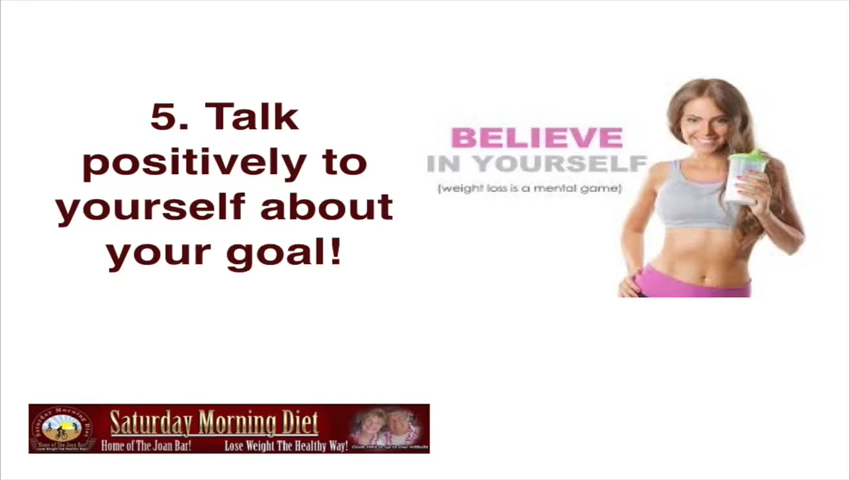 5. Talk
positively to
yourself about
your goal!
BELIEVE
IN YOURSELF
(weight loss is a mental game)
Saturday Morning Diet
Home of The Joan Bar!
Lose Weight The Healthy Way!